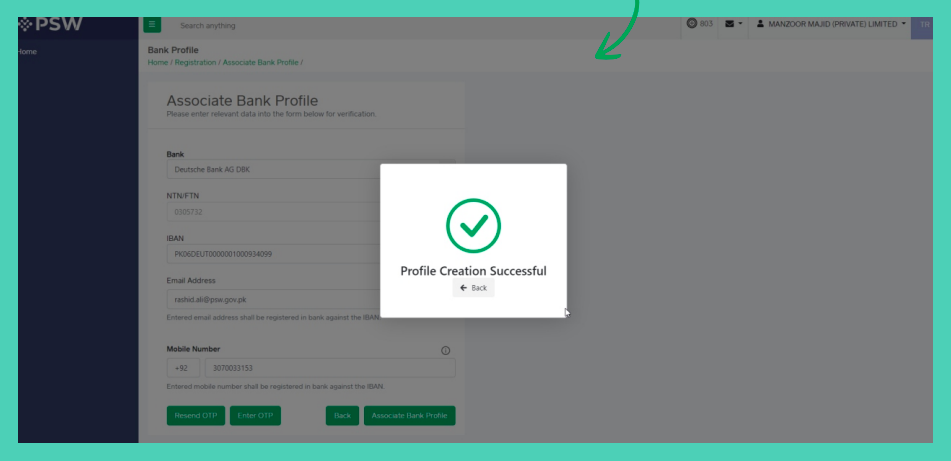 PSW
Search anything
803
MANZOOR MAJID (PRIVATE) LIMITED
TR
Home
Bank Profile
Home / Registration / Associate Bank Profile /
Associate Bank Profile
Please enter relevant data into the form below for verification.
Bank
Deutsche Bank AG DBK
NTN/FTN
0305732
IBAN
PK06DEUT0000001000934099
Profile Creation Successful
Back
Email Address
rashid.ali@psw.gov.pk
Entered email address shall be registered in bank against the IBAN
Mobile Number
+92
3070033153
Entered mobile number shall be registered in bank against the IBAN.
Resend OTP
Enter OTP
Back
Associate Bank Profile